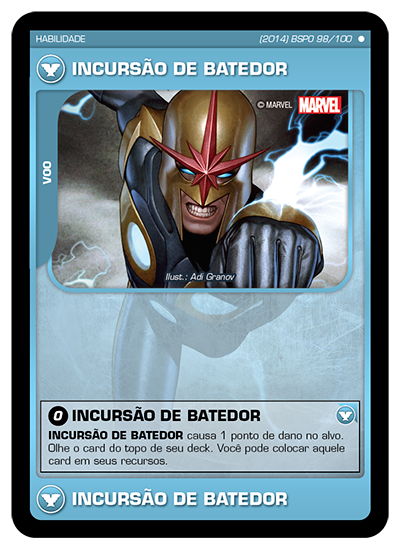 HABILIDADE
(2014) BSP0 98/100 ●
INCURSÃO DE BATEDOR
© MARVEL MARVEL
VOO
Ilust.: Adi Granov
0 INCURSÃO DE BATEDOR
INCURSÃO DE BATEDOR causa 1 ponto de dano no alvo.
Olhe o card do topo de seu deck. Você pode colocar aquele
card em seus recursos.
INCURSÃO DE BATEDOR